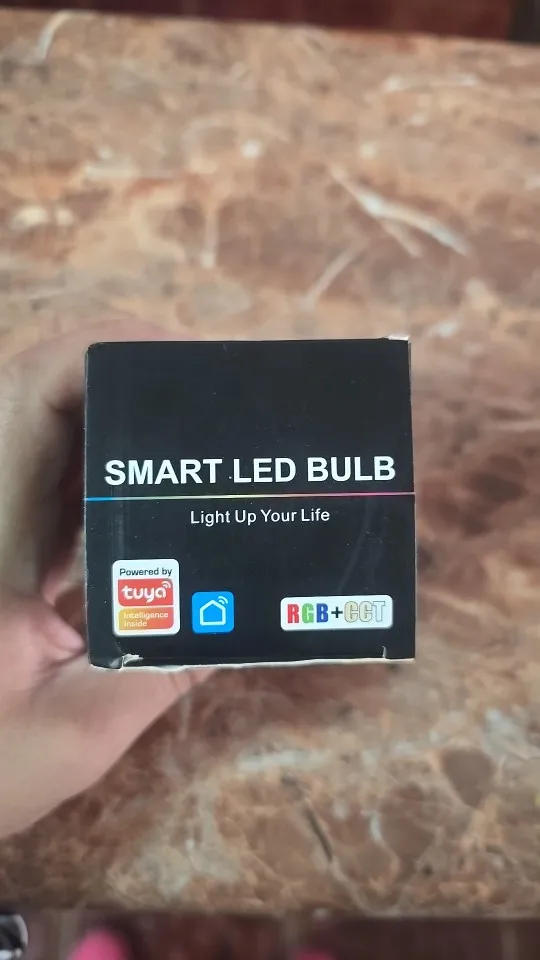 SMART LED BULB
Light Up Your Life
Powered by
tuya
Intelligence
Inside
RGB+CCT